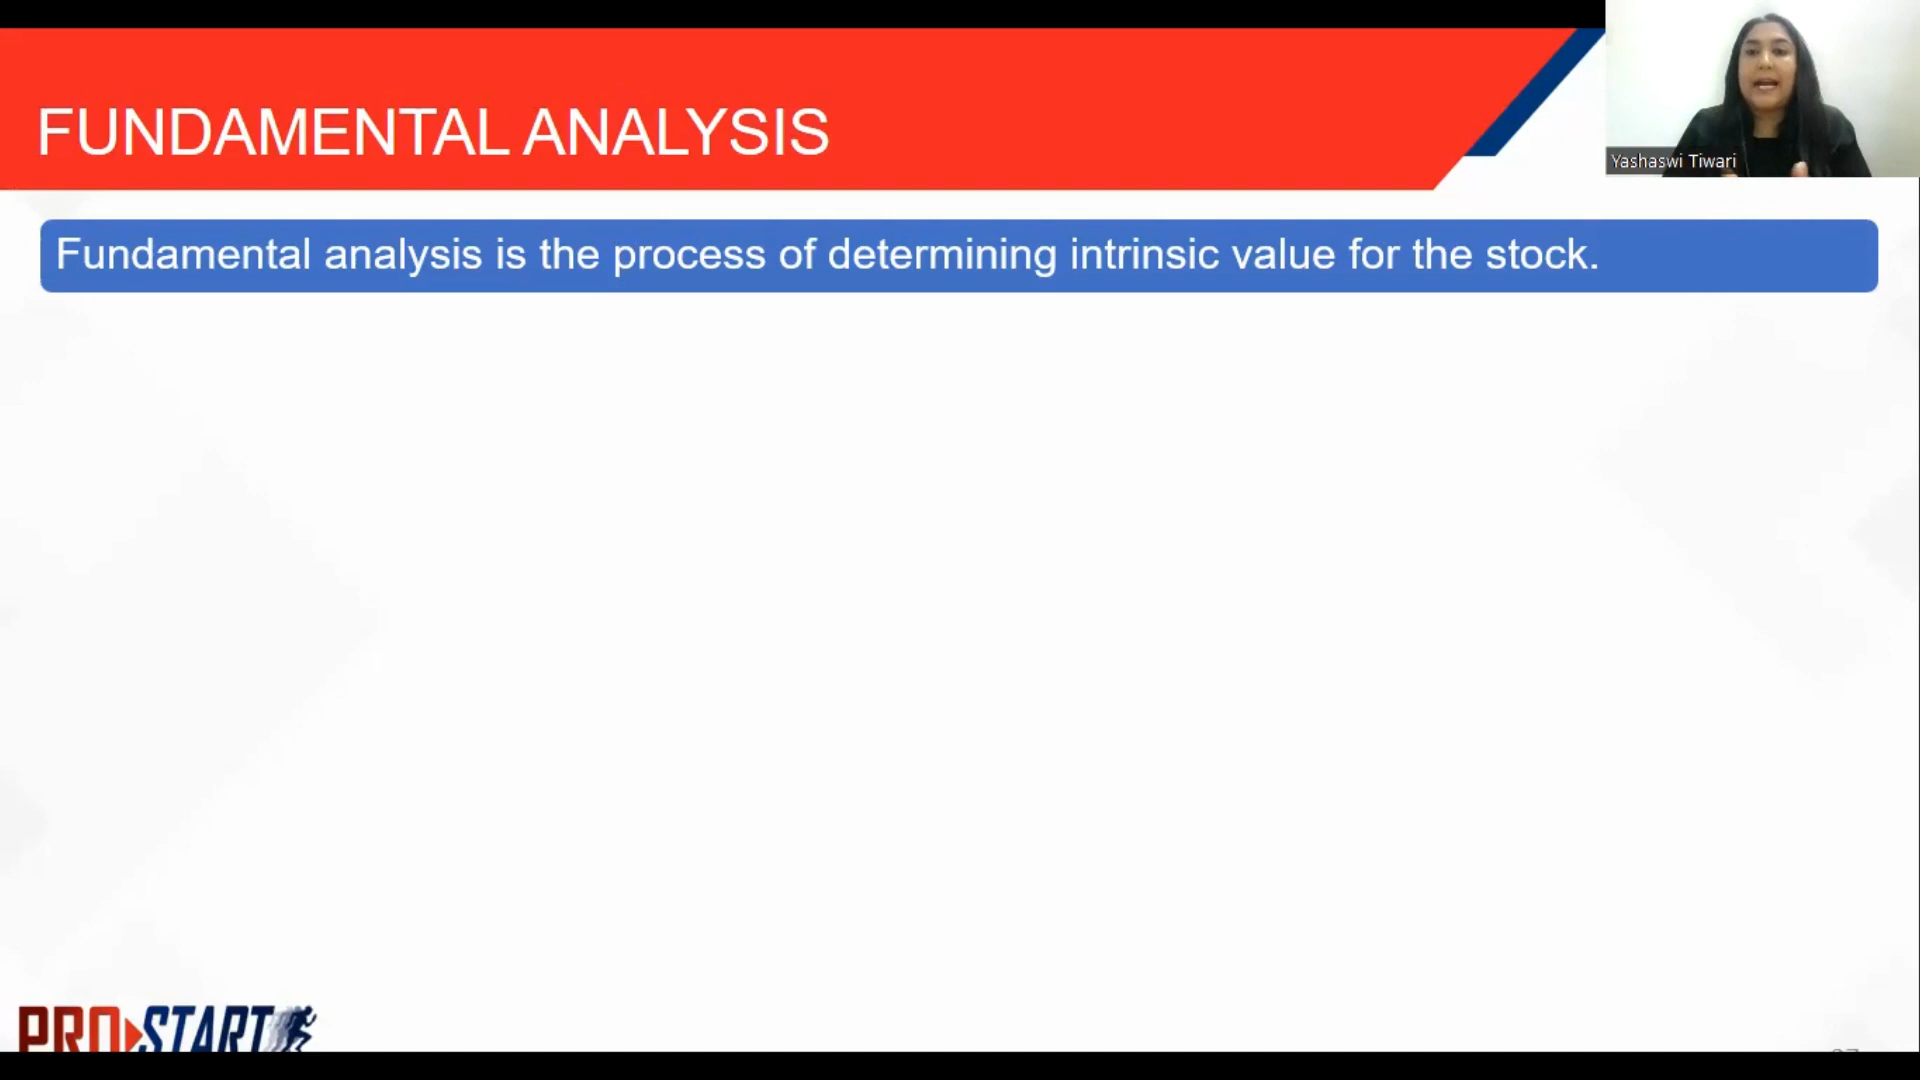 FUNDAMENTAL ANALYSIS
Yashaswi Tiwari
Fundamental analysis is the process of determining intrinsic value for the stock.
PRO START